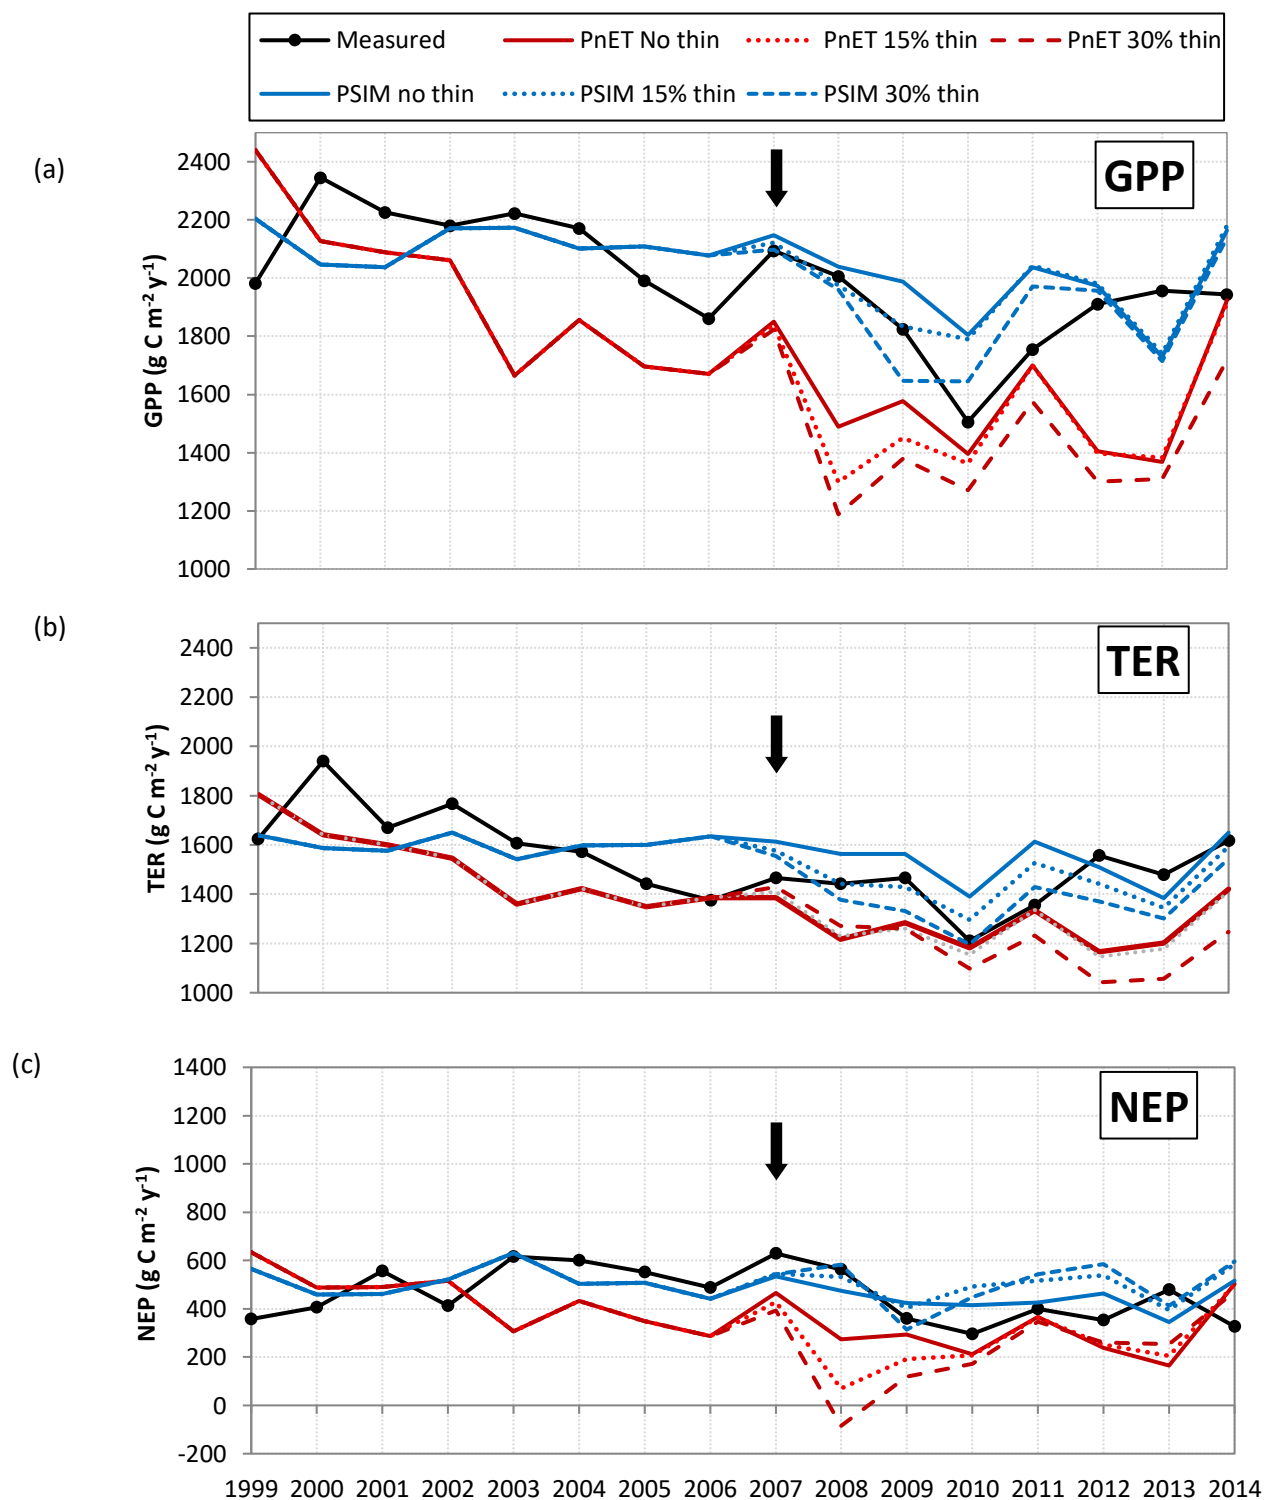 Measured PnET No thin PnET 15% thin PnET 30% thin
PSIM no thin PSIM 15% thin PSIM 30% thin
(a)
GPP
GPP (g C m-2 y-1)
2400
2200
2000
1800
1600
1400
1200
1000
(b)
TER
TER (g C m-2 y-1)
2400
2200
2000
1800
1600
1400
1200
1000
(c)
NEP
NEP (g C m-2 y-1)
1400
1200
1000
800
600
400
200
0
-200
1999 2000 2001 2002 2003 2004 2005 2006 2007 2008 2009 2010 2011 2012 2013 2014